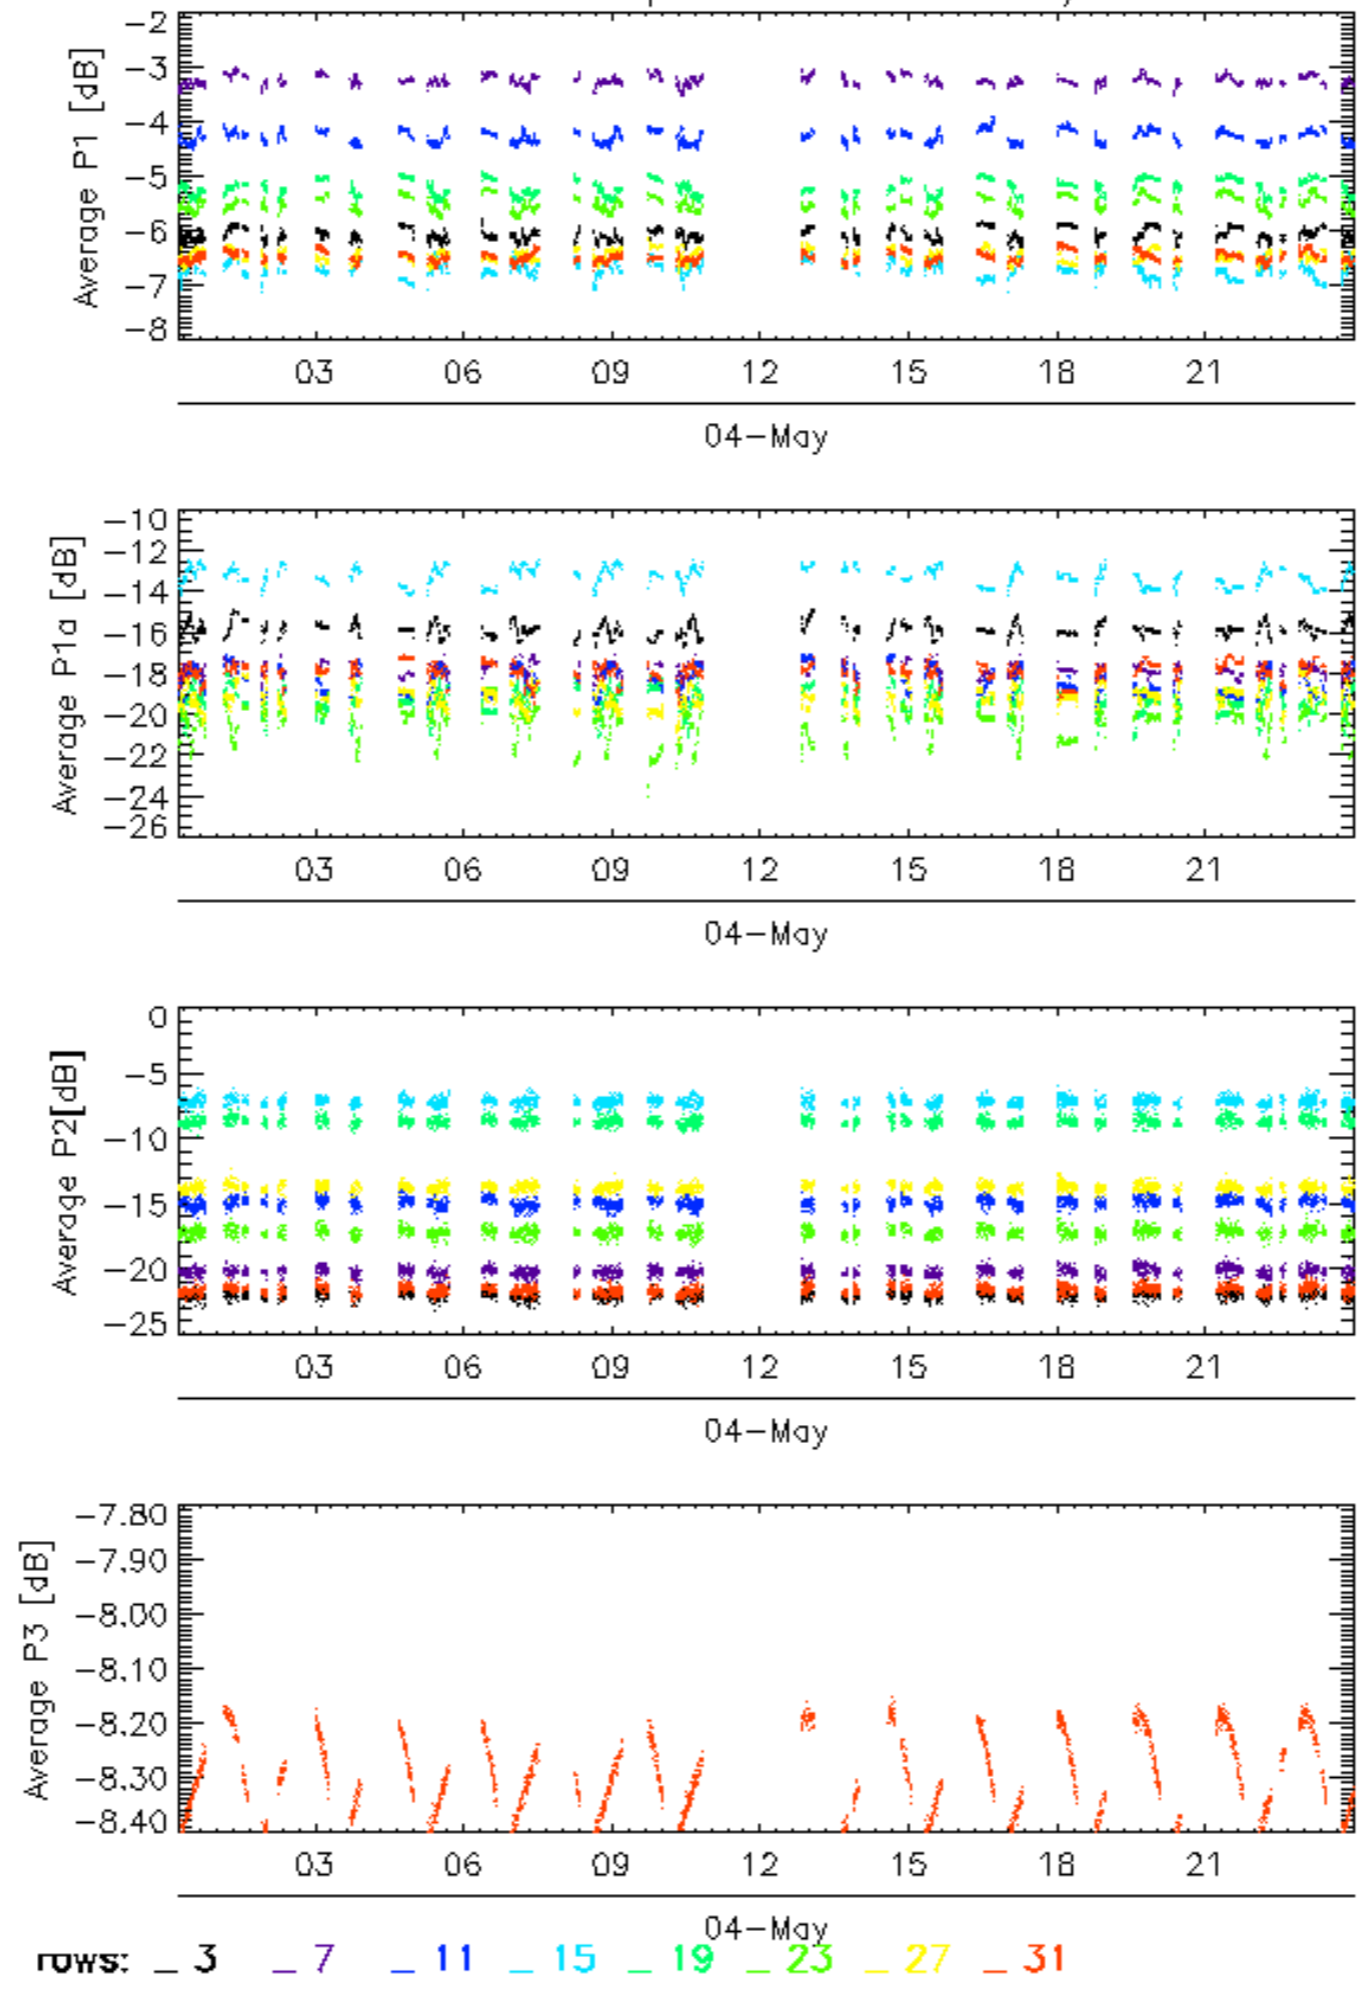 -2
-3
-4
-5
-6
-7
-8
Average P1 [dB]
03 06 09 12 15 18 21
04-May
-10
-12
-14
-16
-18
-20
-22
-24
-26
Average P1a [dB]
03 06 09 12 15 18 21
04-May
0
-5
-10
-15
-20
-25
Average P2[dB]
03 06 09 12 15 18 21
04-May
-7.80
-7.90
-8.00
-8.10
-8.20
-8.30
-8.40
Average P3 [dB]
03 06 09 12 15 18 21
04-May
rows: _ 3 _ 7 _ 11 _ 15 _ 19 _ 23 _ 27 _ 31